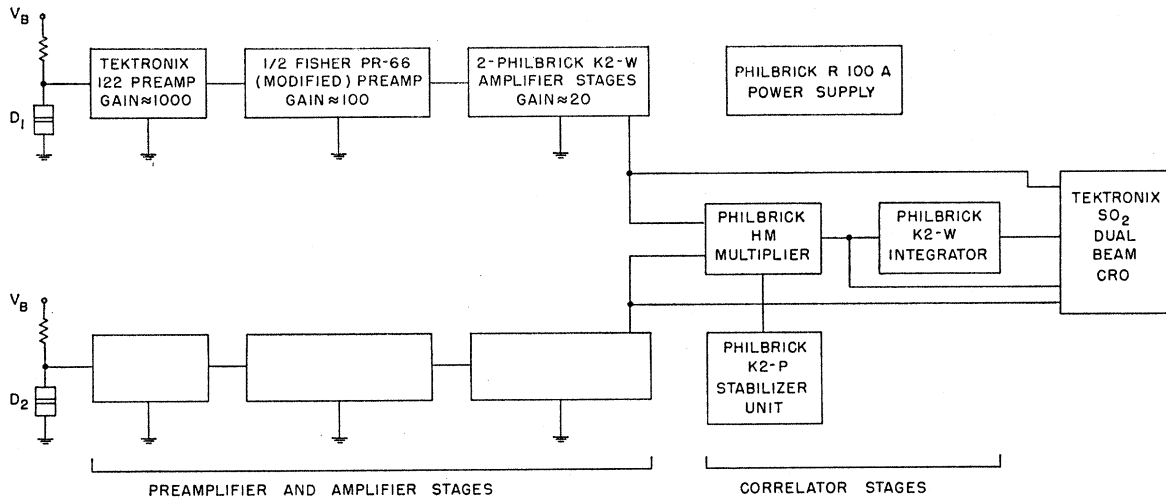 V_B
D_1
TEKTRONIX
122 PREAMP
GAIN≈1000
1/2 FISHER PR-66
(MODIFIED) PREAMP
GAIN≈100
2-PHILBRICK K2-W
AMPLIFIER STAGES
GAIN≈20
PHILBRICK R 100 A
POWER SUPPLY
PHILBRICK
HM
MULTIPLIER
PHILBRICK
K2-W
INTEGRATOR
TEKTRONIX
SO_2
DUAL
BEAM
CRO
V_B
D_2
PHILBRICK
K2-P
STABILIZER
UNIT
PREAMPLIFIER AND AMPLIFIER STAGES
CORRELATOR STAGES